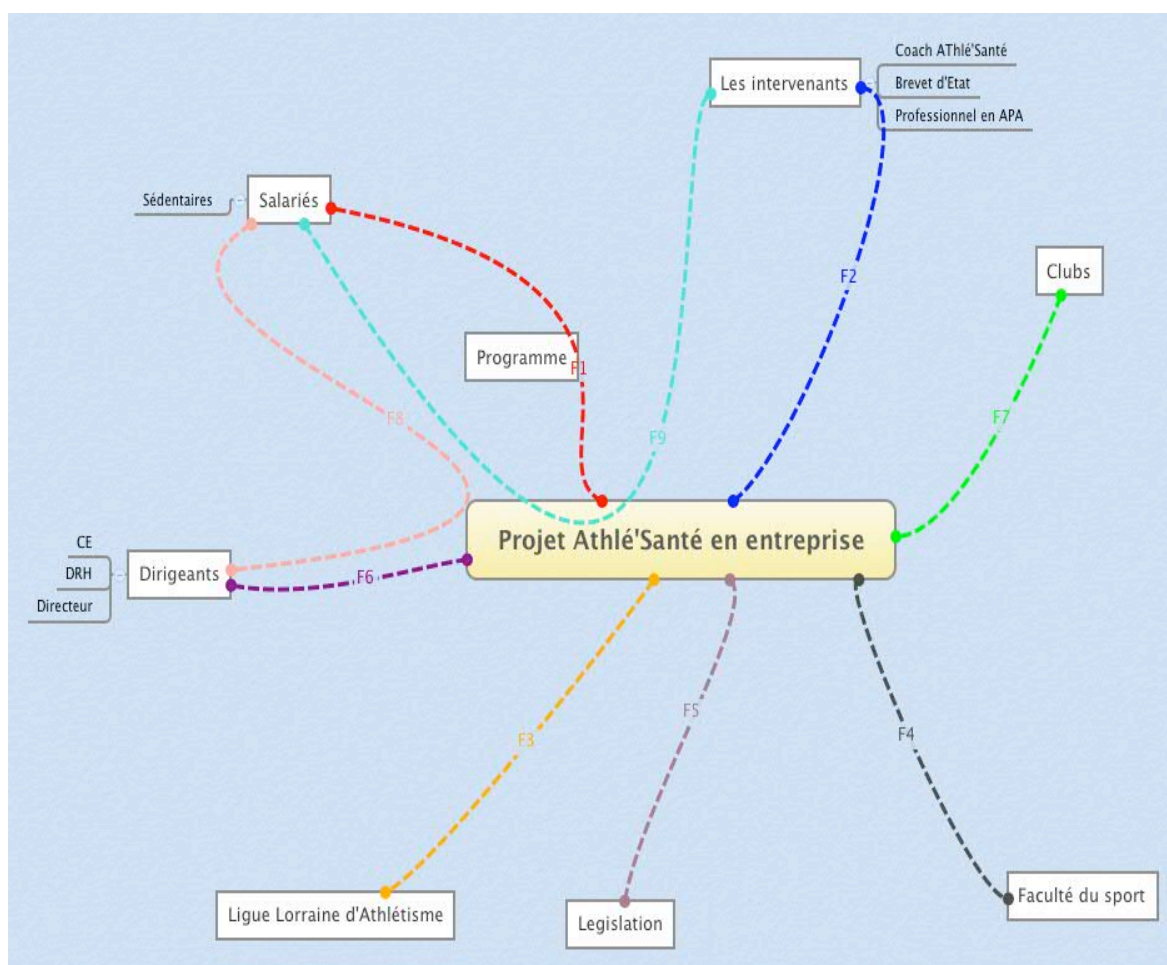 Coach AThlé'Santé
Les intervenants
Brevet d'Etat
Professionnel en APA
Sédentaires
Salariés
Clubs
F2
Programme
F1
F8
F9
F7
Projet Athlé'Santé en entreprise
CE
DRH
Dirigeants
F6
Directeur
F5
F4
F3
Ligue Lorraine d'Athlétisme
Legislation
Faculté du sport